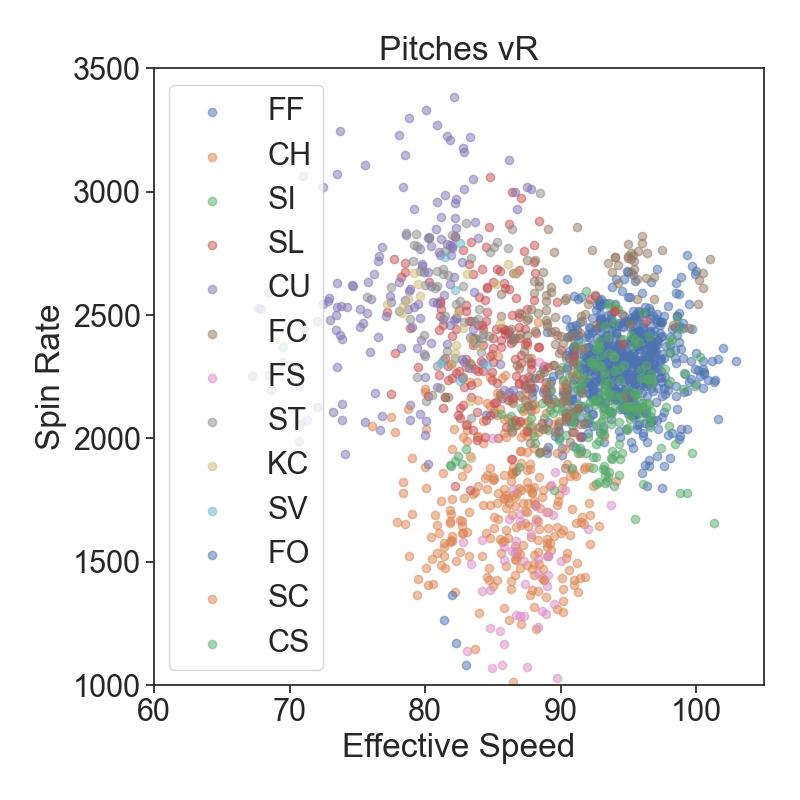 Pitches vR
3500
3000
2500
2000
1500
1000
Spin Rate
FF
CH
SI
SL
CU
FC
FS
ST
KC
SV
FO
SC
CS
60
70
80
90
100
Effective Speed